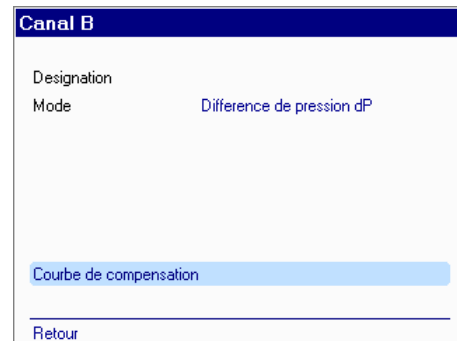 Canal B
Designation
Mode Difference de pression dP
Courbe de compensation
Retour